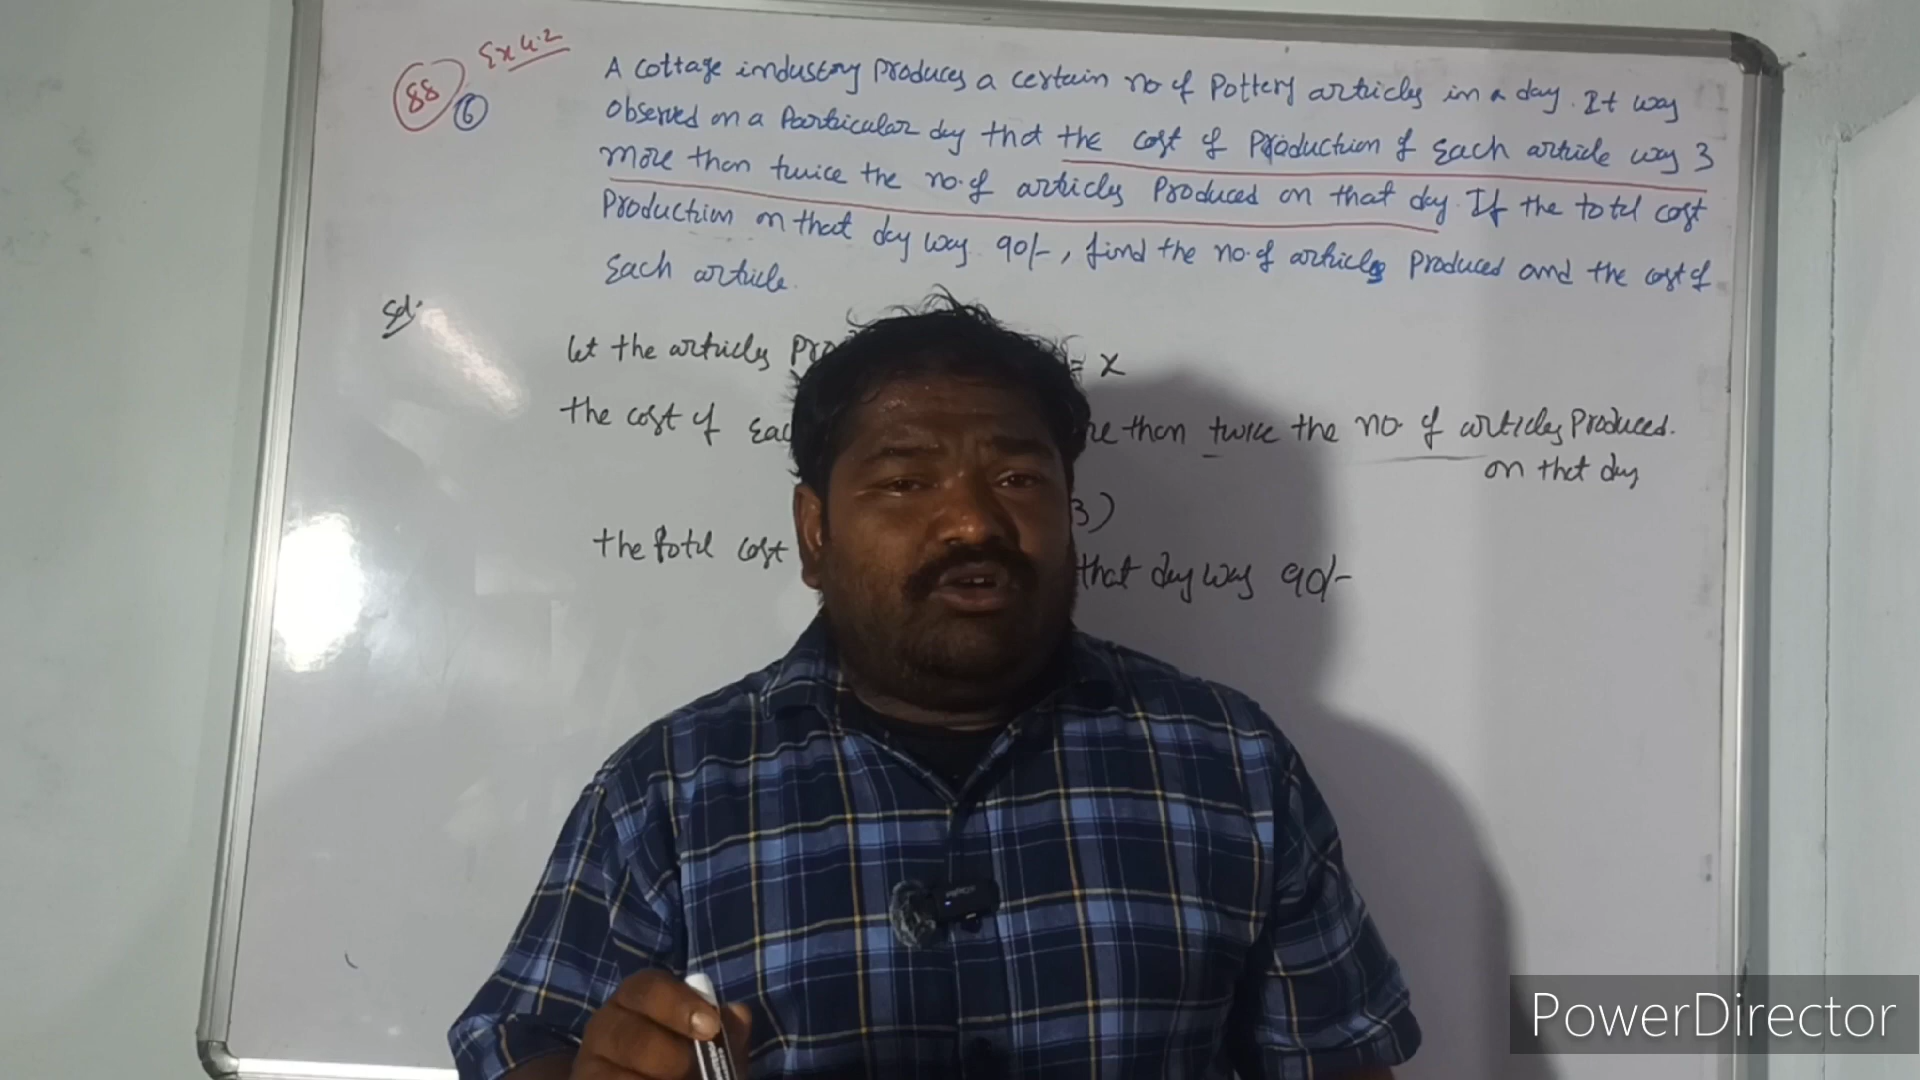 88 Ex 4.2
6
A cottage industry produces a certain no of Pottery articles in a day. It was
observed on a Particular day that the cost of Production of Each article was 3
more than twice the no. of articles Produced on that day. If the total cost
Production on that day was 90/-, find the no. of articles Produced and the cost of
Each article.
Sol:
let the articles = x
the cost of than twice the no of articles Produced.
on that day
3)
the total cost that day was 90/-
PowerDirector